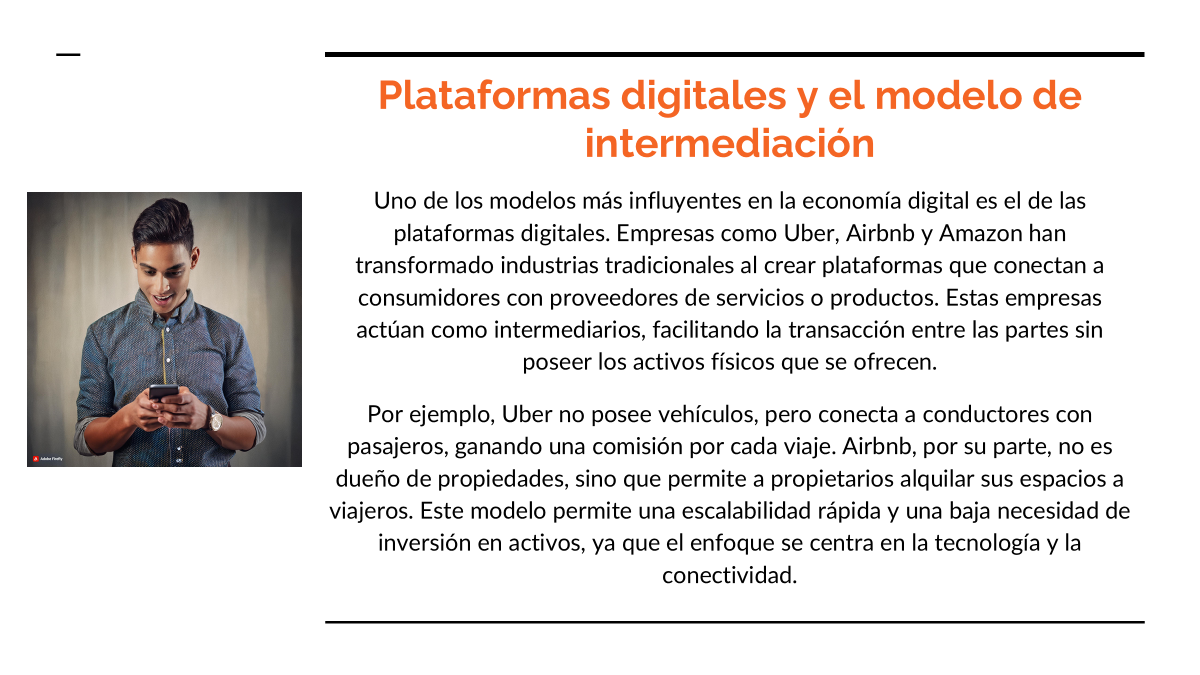 Plataformas digitales y el modelo de
intermediación
Uno de los modelos más influyentes en la economía digital es el de las
plataformas digitales. Empresas como Uber, Airbnb y Amazon han
transformado industrias tradicionales al crear plataformas que conectan a
consumidores con proveedores de servicios o productos. Estas empresas
actúan como intermediarios, facilitando la transacción entre las partes sin
poseer los activos físicos que se ofrecen.
Por ejemplo, Uber no posee vehículos, pero conecta a conductores con
pasajeros, ganando una comisión por cada viaje. Airbnb, por su parte, no es
dueño de propiedades, sino que permite a propietarios alquilar sus espacios a
viajeros. Este modelo permite una escalabilidad rápida y una baja necesidad de
inversión en activos, ya que el enfoque se centra en la tecnología y la
conectividad.
Adobe Firefly